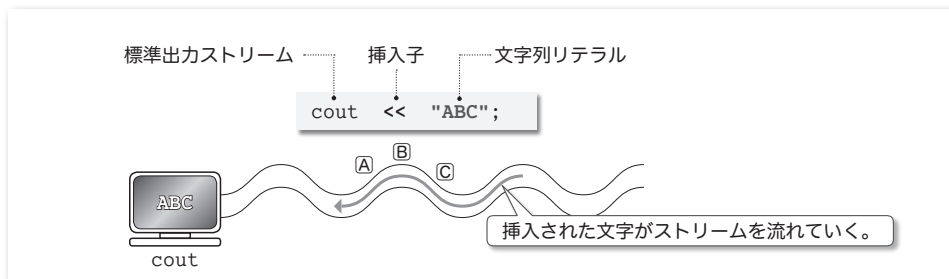 標準出力ストリーム 挿入子 文字列リテラル
cout << "ABC";
A B C
ABC
挿入された文字がストリームを流れていく。
cout